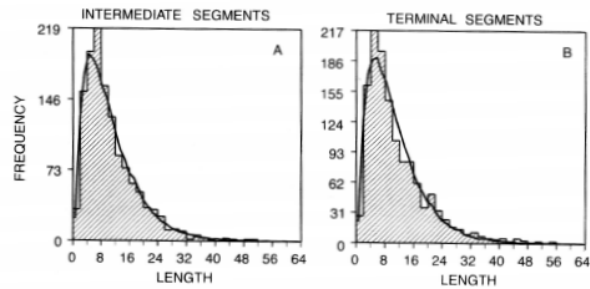 INTERMEDIATE SEGMENTS
TERMINAL SEGMENTS
A
B
FREQUENCY
219
146
73
0
217
186
155
124
93
62
31
0
0 8 16 24 32 40 48 56 64
0 8 16 24 32 40 48 56 64
LENGTH
LENGTH